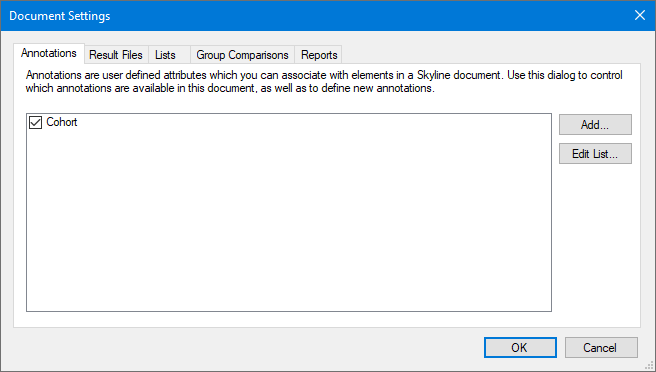 Document Settings
Annotations Result Files Lists Group Comparisons Reports
Annotations are user defined attributes which you can associate with elements in a Skyline document. Use this dialog to control
which annotations are available in this document, as well as to define new annotations.
Cohort
Add...
Edit List...
OK Cancel